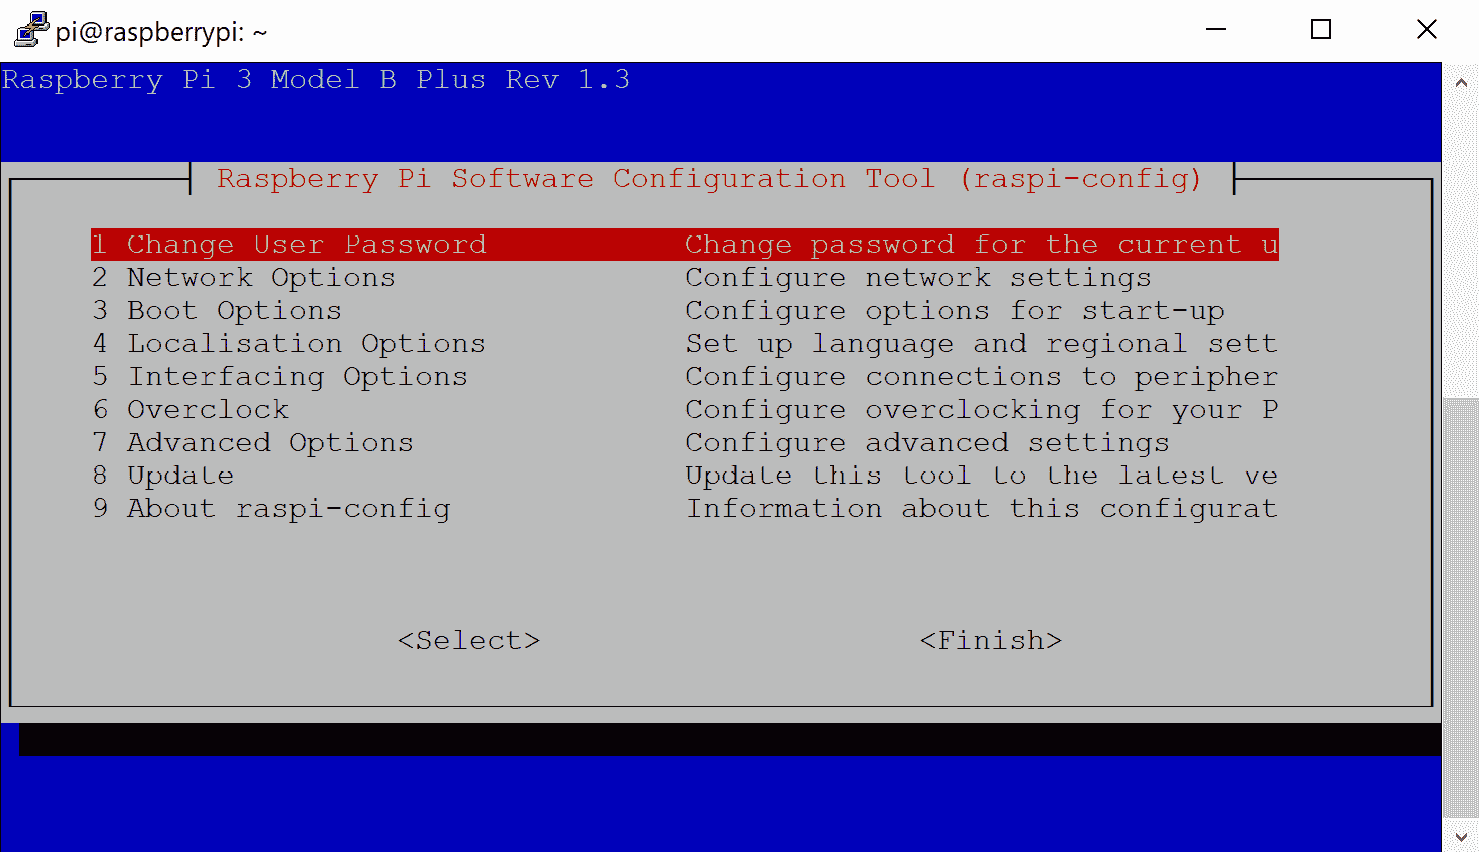 pi@raspberrypi: ~
Raspberry Pi 3 Model B Plus Rev 1.3
Raspberry Pi Software Configuration Tool (raspi-config)
1 Change User Password Change password for the current u
2 Network Options Configure network settings
3 Boot Options Configure options for start-up
4 Localisation Options Set up language and regional sett
5 Interfacing Options Configure connections to peripher
6 Overclock Configure overclocking for your P
7 Advanced Options Configure advanced settings
8 Update Update this tool to the latest ve
9 About raspi-config Information about this configurat
<Select> <Finish>